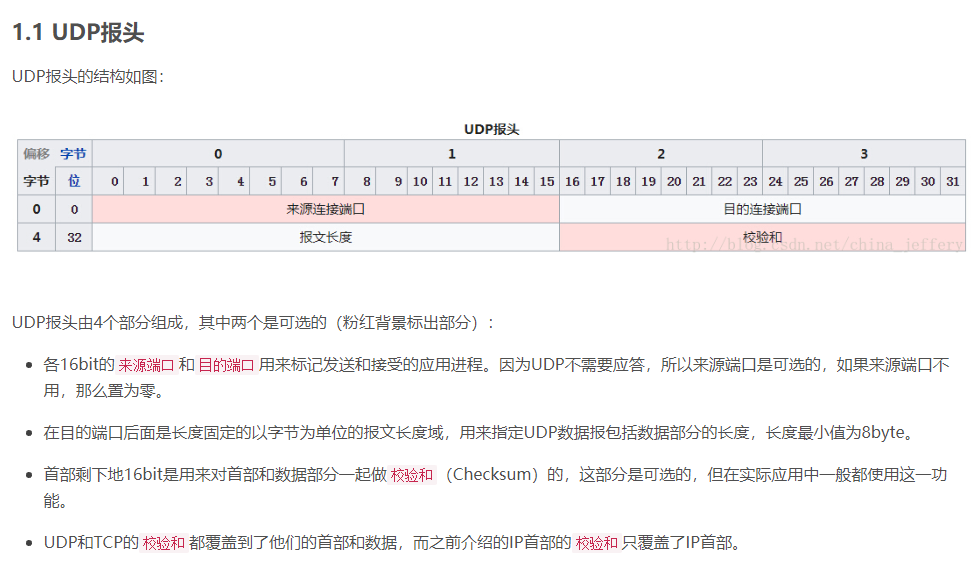 1.1 UDP报头
UDP报头的结构如图：
UDP报头
偏移 字节 0 1 2 3
字节 位 0 1 2 3 4 5 6 7 8 9 10 11 12 13 14 15 16 17 18 19 20 21 22 23 24 25 26 27 28 29 30 31
0 0 来源连接端口 目的连接端口
4 32 报文长度 校验和
http://blog.csdn.net/china_jeffery
UDP报头由4个部分组成，其中两个是可选的（粉红背景标出部分）：
各16bit的 来源端口 和 目的端口 用来标记发送和接受的应用进程。因为UDP不需要应答，所以来源端口是可选的，如果来源端口不
用，那么置为零。
在目的端口后面是长度固定的以字节为单位的报文长度域，用来指定UDP数据报包括数据部分的长度，长度最小值为8byte。
首部剩下地16bit是用来对首部和数据部分一起做 校验和 （Checksum）的，这部分是可选的，但在实际应用中一般都使用这一功
能。
UDP和TCP的 校验和 都覆盖到了他们的首部和数据，而之前介绍的IP首部的 校验和 只覆盖了IP首部。